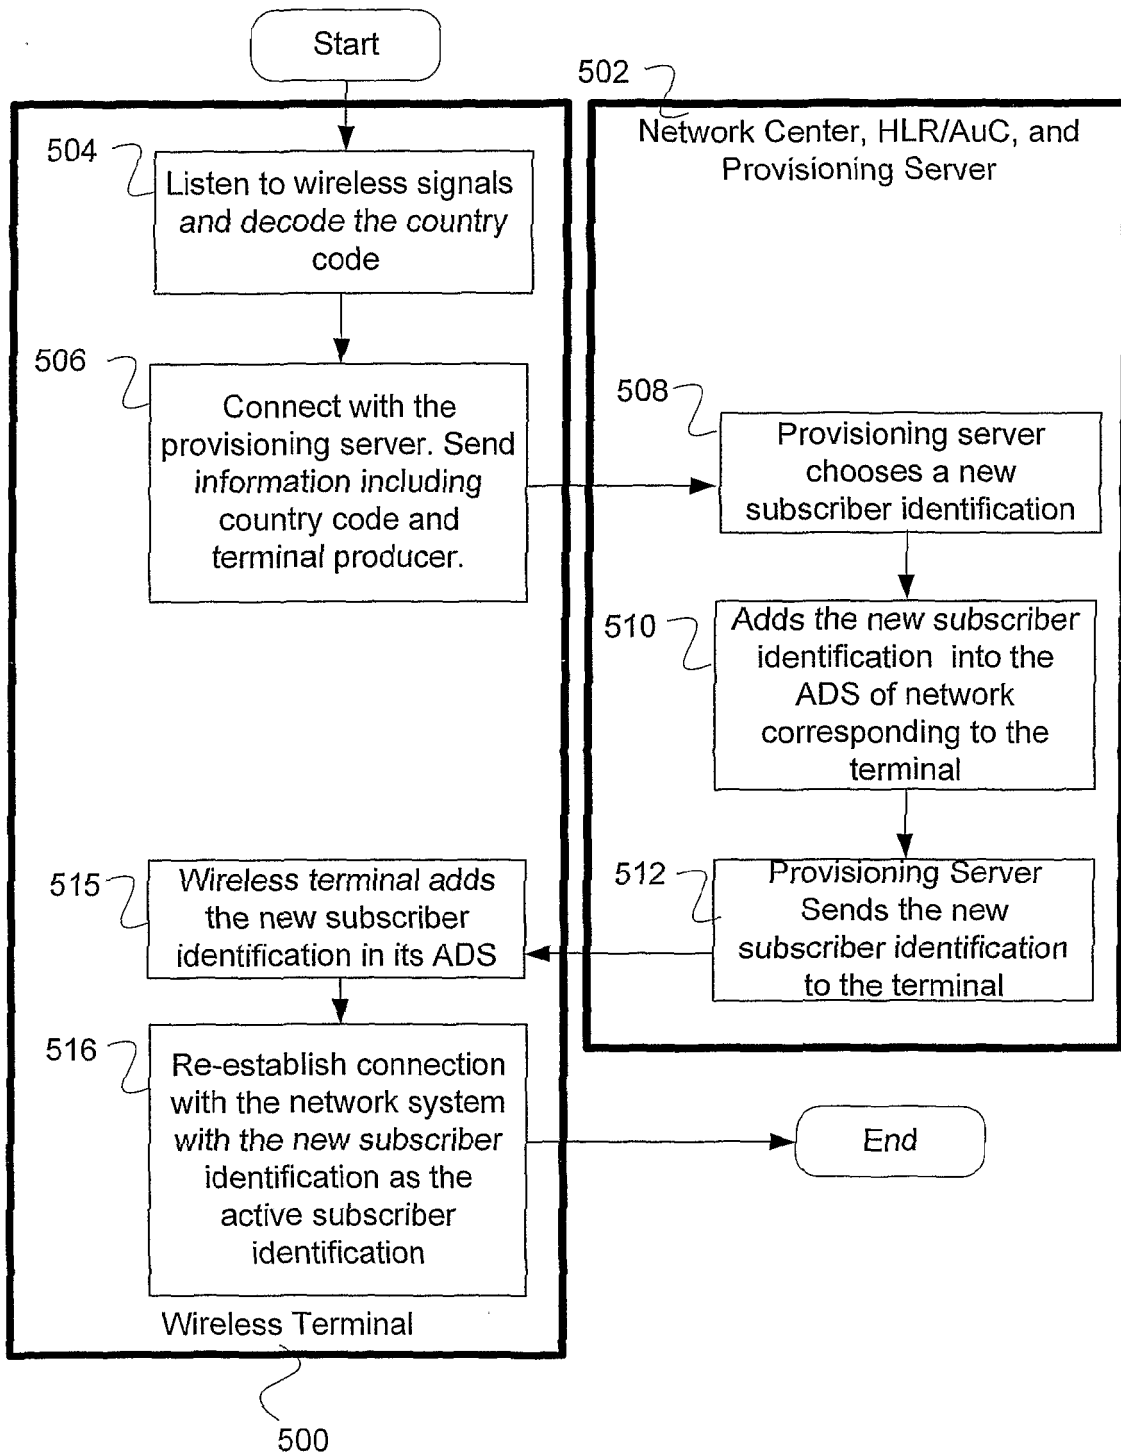 Start
502
Network Center, HLR/AuC, and
Provisioning Server
504
Listen to wireless signals
and decode the country
code
506
Connect with the
provisioning server. Send
information including
country code and
terminal producer.
508
Provisioning server
chooses a new
subscriber identification
510
Adds the new subscriber
identification into the
ADS of network
corresponding to the
terminal
512
Provisioning Server
Sends the new
subscriber identification
to the terminal
515
Wireless terminal adds
the new subscriber
identification in its ADS
516
Re-establish connection
with the network system
with the new subscriber
identification as the
active subscriber
identification
End
Wireless Terminal
500